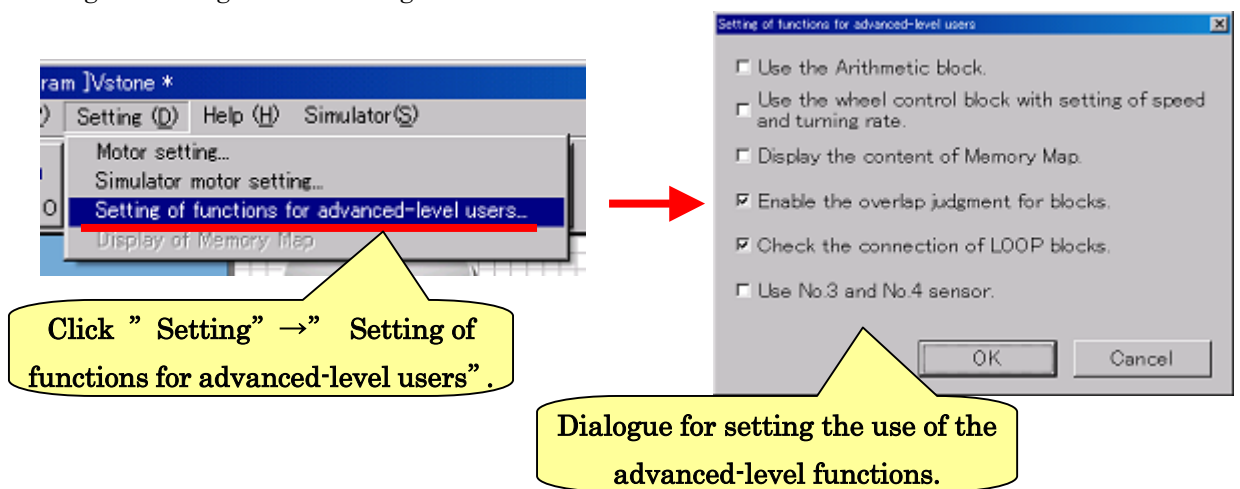 ram ]Vstone *
Setting (D) Help (H) Simulator(S)
Motor setting...
Simulator motor setting...
Setting of functions for advanced-level users...
Display of Memory Map
Click ” Setting” →” Setting of
functions for advanced-level users” .
Setting of functions for advanced-level users
Use the Arithmetic block.
Use the wheel control block with setting of speed
and turning rate.
Display the content of Memory Map.
Enable the overlap judgment for blocks.
Check the connection of LOOP blocks.
Use No.3 and No.4 sensor.
OK Cancel
Dialogue for setting the use of the
advanced-level functions.